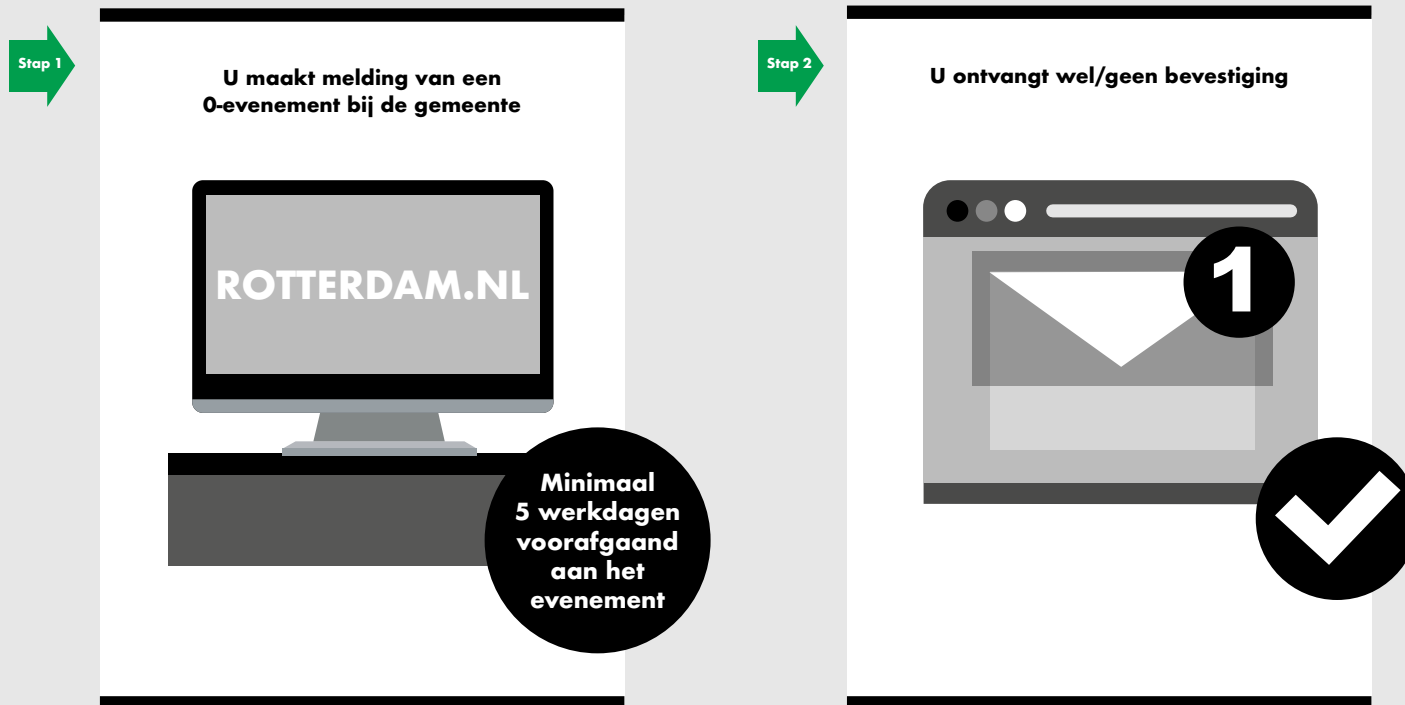 Stap 1
U maakt melding van een
0-evenement bij de gemeente
ROTTERDAM.NL
Minimaal
5 werkdagen
voorafgaand
aan het
evenement
Stap 2
U ontvangt wel/geen bevestiging
1